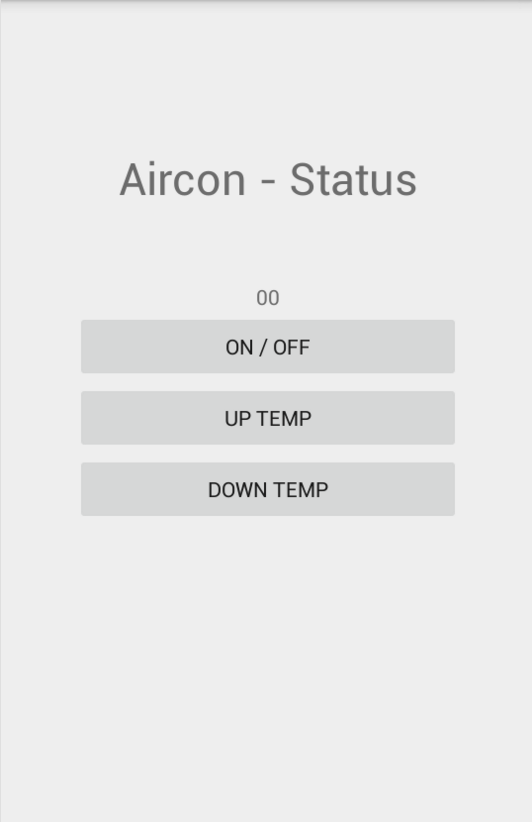 Aircon - Status
00
ON / OFF
UP TEMP
DOWN TEMP